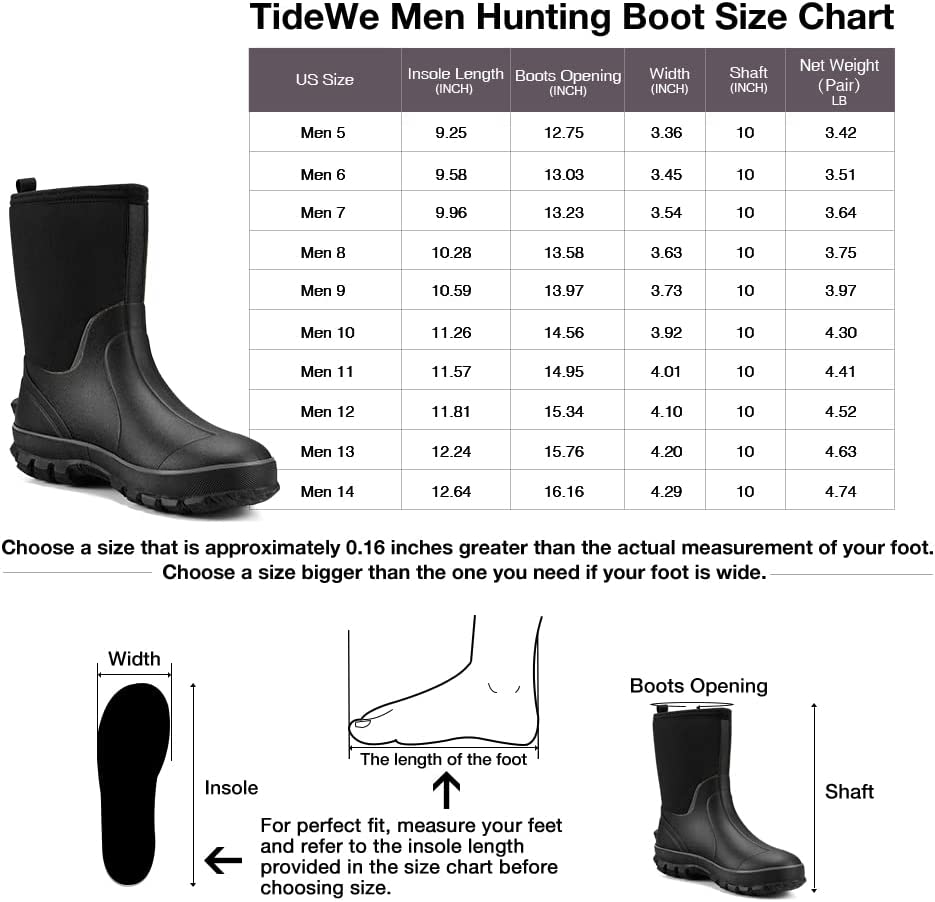 TideWe Men Hunting Boot Size Chart
US Size Insole Length (INCH) Boots Opening (INCH) Width (INCH) Shaft (INCH) Net Weight (Pair) LB
Men 5 9.25 12.75 3.36 10 3.42
Men 6 9.58 13.03 3.45 10 3.51
Men 7 9.96 13.23 3.54 10 3.64
Men 8 10.28 13.58 3.63 10 3.75
Men 9 10.59 13.97 3.73 10 3.97
Men 10 11.26 14.56 3.92 10 4.30
Men 11 11.57 14.95 4.01 10 4.41
Men 12 11.81 15.34 4.10 10 4.52
Men 13 12.24 15.76 4.20 10 4.63
Men 14 12.64 16.16 4.29 10 4.74
Choose a size that is approximately 0.16 inches greater than the actual measurement of your foot.
Choose a size bigger than the one you need if your foot is wide.
Width
Insole
The length of the foot
For perfect fit, measure your feet
and refer to the insole length
provided in the size chart before
choosing size.
Boots Opening
Shaft